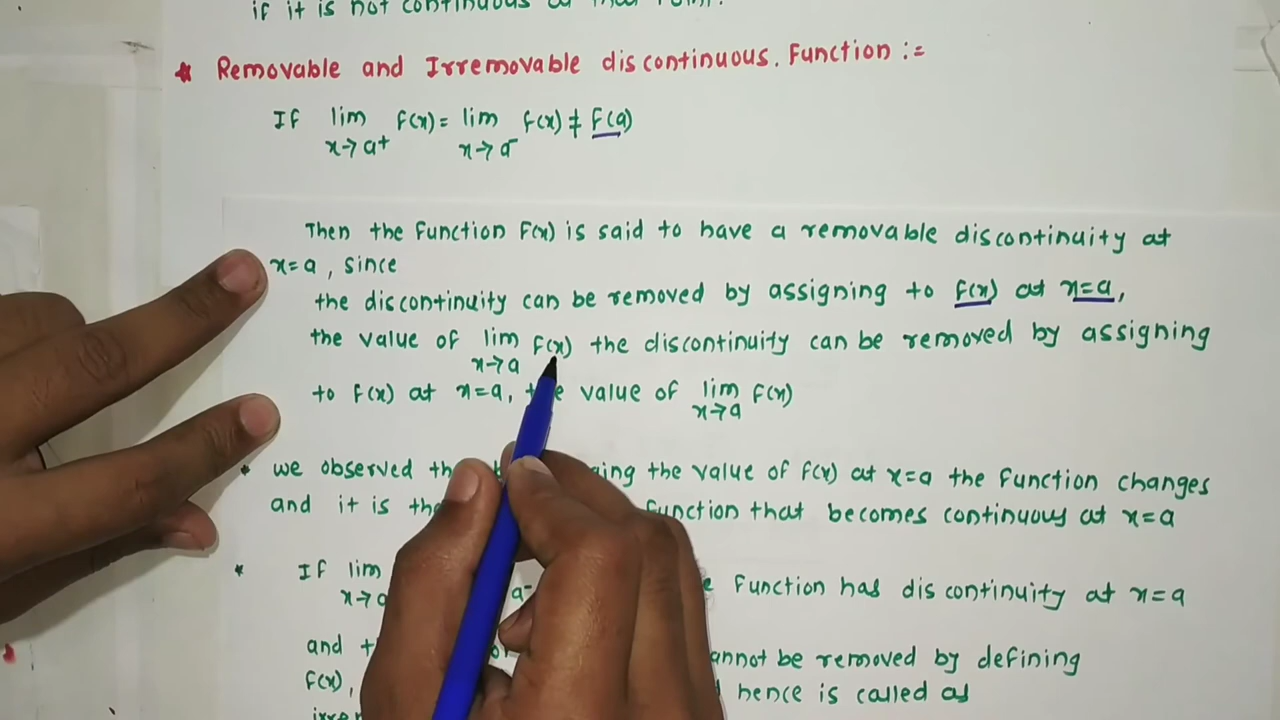 if it is not continuous at that point.
* Removable and Irremovable discontinuous. Function :=
If lim x→a+ f(x) = lim x→a- f(x) ≠ f(a)
Then the function f(x) is said to have a removable discontinuity at
x=a, since
the discontinuity can be removed by assigning to f(x) at x=a,
the value of lim x→a f(x) the discontinuity can be removed by assigning
to f(x) at x=a, the value of lim x→a f(x)
* we observed the value of f(x) at x=a the function changes
and it is function that becomes continuous at x=a
* If lim x→a a- Function has discontinuity at x=a
and cannot be removed by defining
f(x), hence is called as